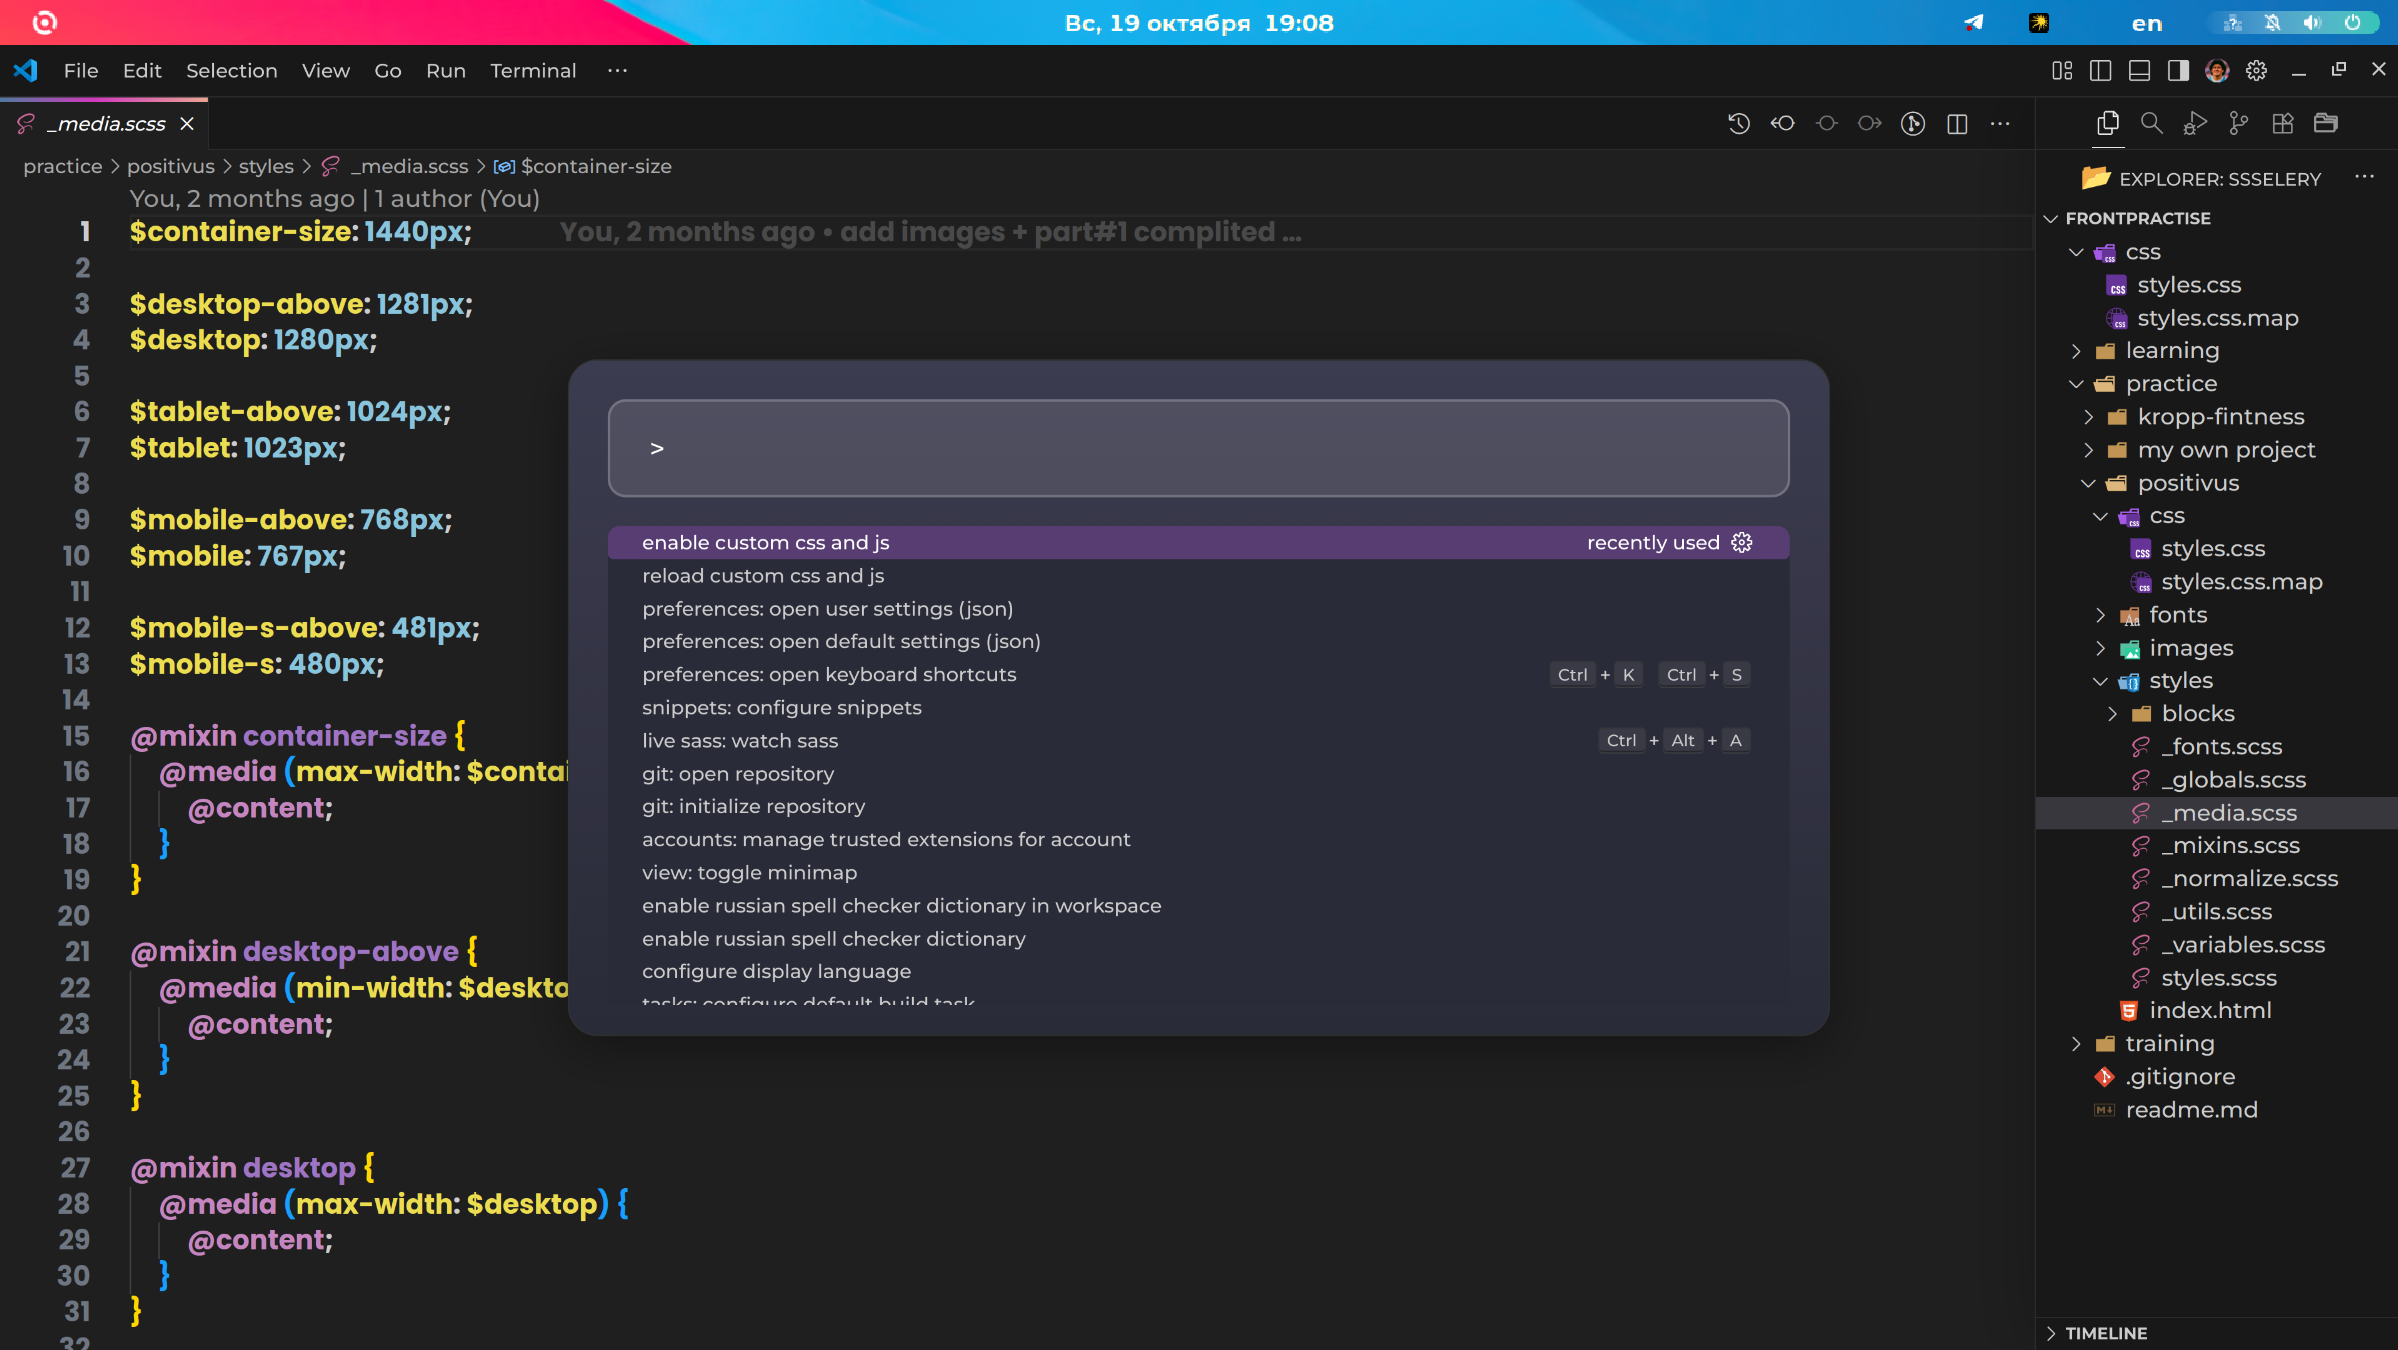 Вс, 19 октября 19:08
en
File Edit Selection View Go Run Terminal ···
_media.scss
practice > positivus > styles > _media.scss > $container-size
You, 2 months ago | 1 author (You)
1 $container-size: 1440px; You, 2 months ago • add images + part#1 complited ...
2
3 $desktop-above: 1281px;
4 $desktop: 1280px;
5
6 $tablet-above: 1024px;
7 $tablet: 1023px;
8
9 $mobile-above: 768px;
10 $mobile: 767px;
11
12 $mobile-s-above: 481px;
13 $mobile-s: 480px;
14
15 @mixin container-size {
16 @media (max-width: $contai
17 @content;
18 }
19 }
20
21 @mixin desktop-above {
22 @media (min-width: $deskto
23 @content;
24 }
25 }
26
27 @mixin desktop {
28 @media (max-width: $desktop) {
29 @content;
30 }
31 }
32
>
enable custom css and js recently used
reload custom css and js
preferences: open user settings (json)
preferences: open default settings (json)
preferences: open keyboard shortcuts Ctrl + K Ctrl + S
snippets: configure snippets
live sass: watch sass Ctrl + Alt + A
git: open repository
git: initialize repository
accounts: manage trusted extensions for account
view: toggle minimap
enable russian spell checker dictionary in workspace
enable russian spell checker dictionary
configure display language
tasks: configure default build task
EXPLORER: SSSELERY
FRONTPRACTISE
css
styles.css
styles.css.map
learning
practice
kropp-fintness
my own project
positivus
css
styles.css
styles.css.map
fonts
images
styles
blocks
_fonts.scss
_globals.scss
_media.scss
_mixins.scss
_normalize.scss
_utils.scss
_variables.scss
styles.scss
index.html
training
.gitignore
readme.md
TIMELINE